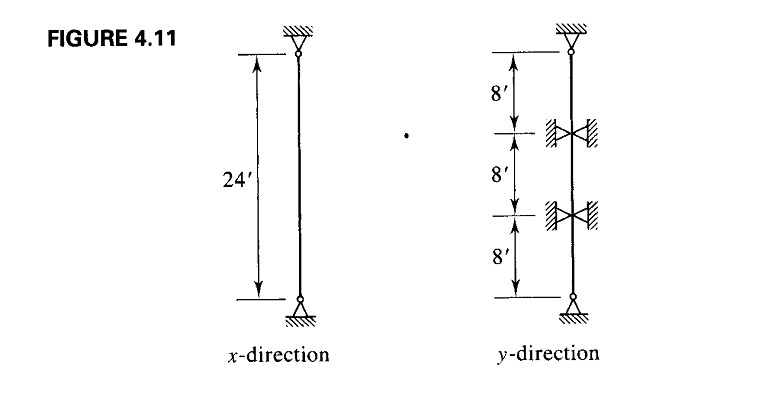 FIGURE 4.11
24'
x-direction
8'
8'
8'
y-direction